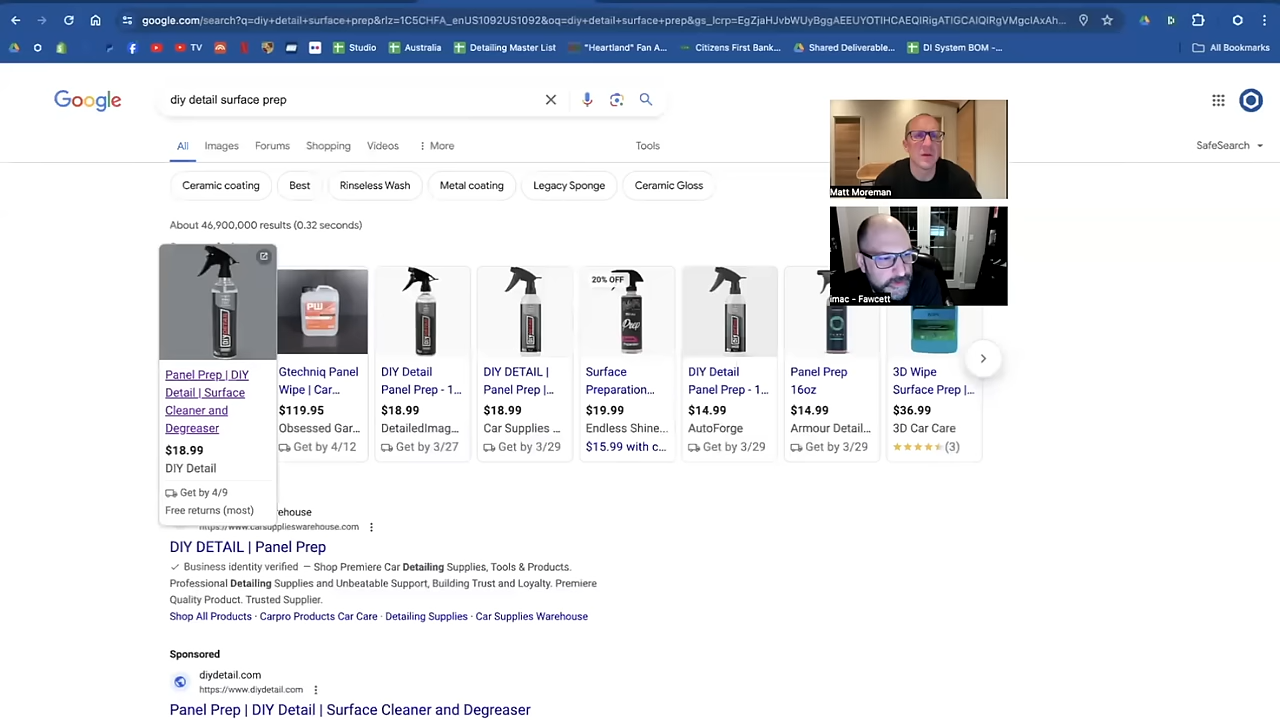 google.com/search?q=diy+detail+surface+prep&rlz=1C5CHFA_enUS1092US1092&oq=diy+detail+surface+prep&gs_lcrp=
TV
Studio
Australia
Detailing Master List
"Heartland" Fan A...
Citizens First Bank...
Shared Deliverable...
DI System BOM -...
All Bookmarks
Google
diy detail surface prep
All
Images
Forums
Shopping
Videos
More
Tools
SafeSearch
Ceramic coating
Best
Rinseless Wash
Metal coating
Legacy Sponge
Ceramic Gloss
Matt Moreman
imac - Fawcett
About 46,900,000 results (0.32 seconds)
Panel Prep | DIY
Detail | Surface
Cleaner and
Degreaser
$18.99
DIY Detail
Get by 4/9
Free returns (most)
PW
Gtechniq Panel
Wipe | Car...
$119.95
Obsessed Gar...
Get by 4/12
DIY Detail
Panel Prep - 1...
$18.99
DetailedImag...
Get by 3/27
DIY DETAIL |
Panel Prep |...
$18.99
Car Supplies ...
Get by 3/29
20% OFF
Prep
Surface
Preparation...
$19.99
Endless Shine...
$15.99 with c...
DIY Detail
Panel Prep - 1...
$14.99
AutoForge
Get by 3/29
Panel Prep
16oz
$14.99
Armour Detail...
Get by 3/29
3D Wipe
Surface Prep |...
$36.99
3D Car Care
(3)
ehouse
https://www.carsupplieswarehouse.com
DIY DETAIL | Panel Prep
Business identity verified — Shop Premiere Car Detailing Supplies, Tools & Products.
Professional Detailing Supplies and Unbeatable Support, Building Trust and Loyalty. Premiere
Quality Product. Trusted Supplier.
Shop All Products · Carpro Products Car Care · Detailing Supplies · Car Supplies Warehouse
Sponsored
diydetail.com
https://www.diydetail.com
Panel Prep | DIY Detail | Surface Cleaner and Degreaser